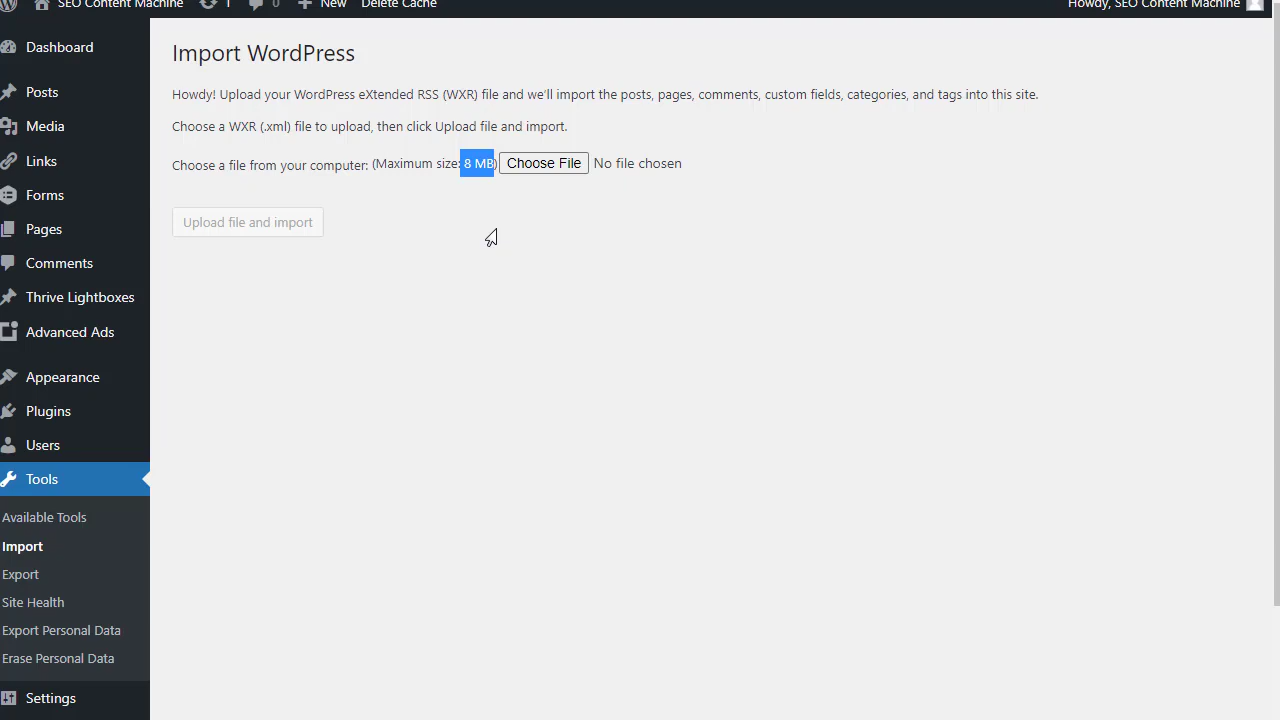 SEO Content Machine 1 0 New Delete Cache Howdy, SEO Content Machine
Dashboard
Posts
Media
Links
Forms
Pages
Comments
Thrive Lightboxes
Advanced Ads
Appearance
Plugins
Users
Tools
Available Tools
Import
Export
Site Health
Export Personal Data
Erase Personal Data
Settings
Import WordPress
Howdy! Upload your WordPress eXtended RSS (WXR) file and we'll import the posts, pages, comments, custom fields, categories, and tags into this site.
Choose a WXR (.xml) file to upload, then click Upload file and import.
Choose a file from your computer: (Maximum size: 8 MB) Choose File No file chosen
Upload file and import